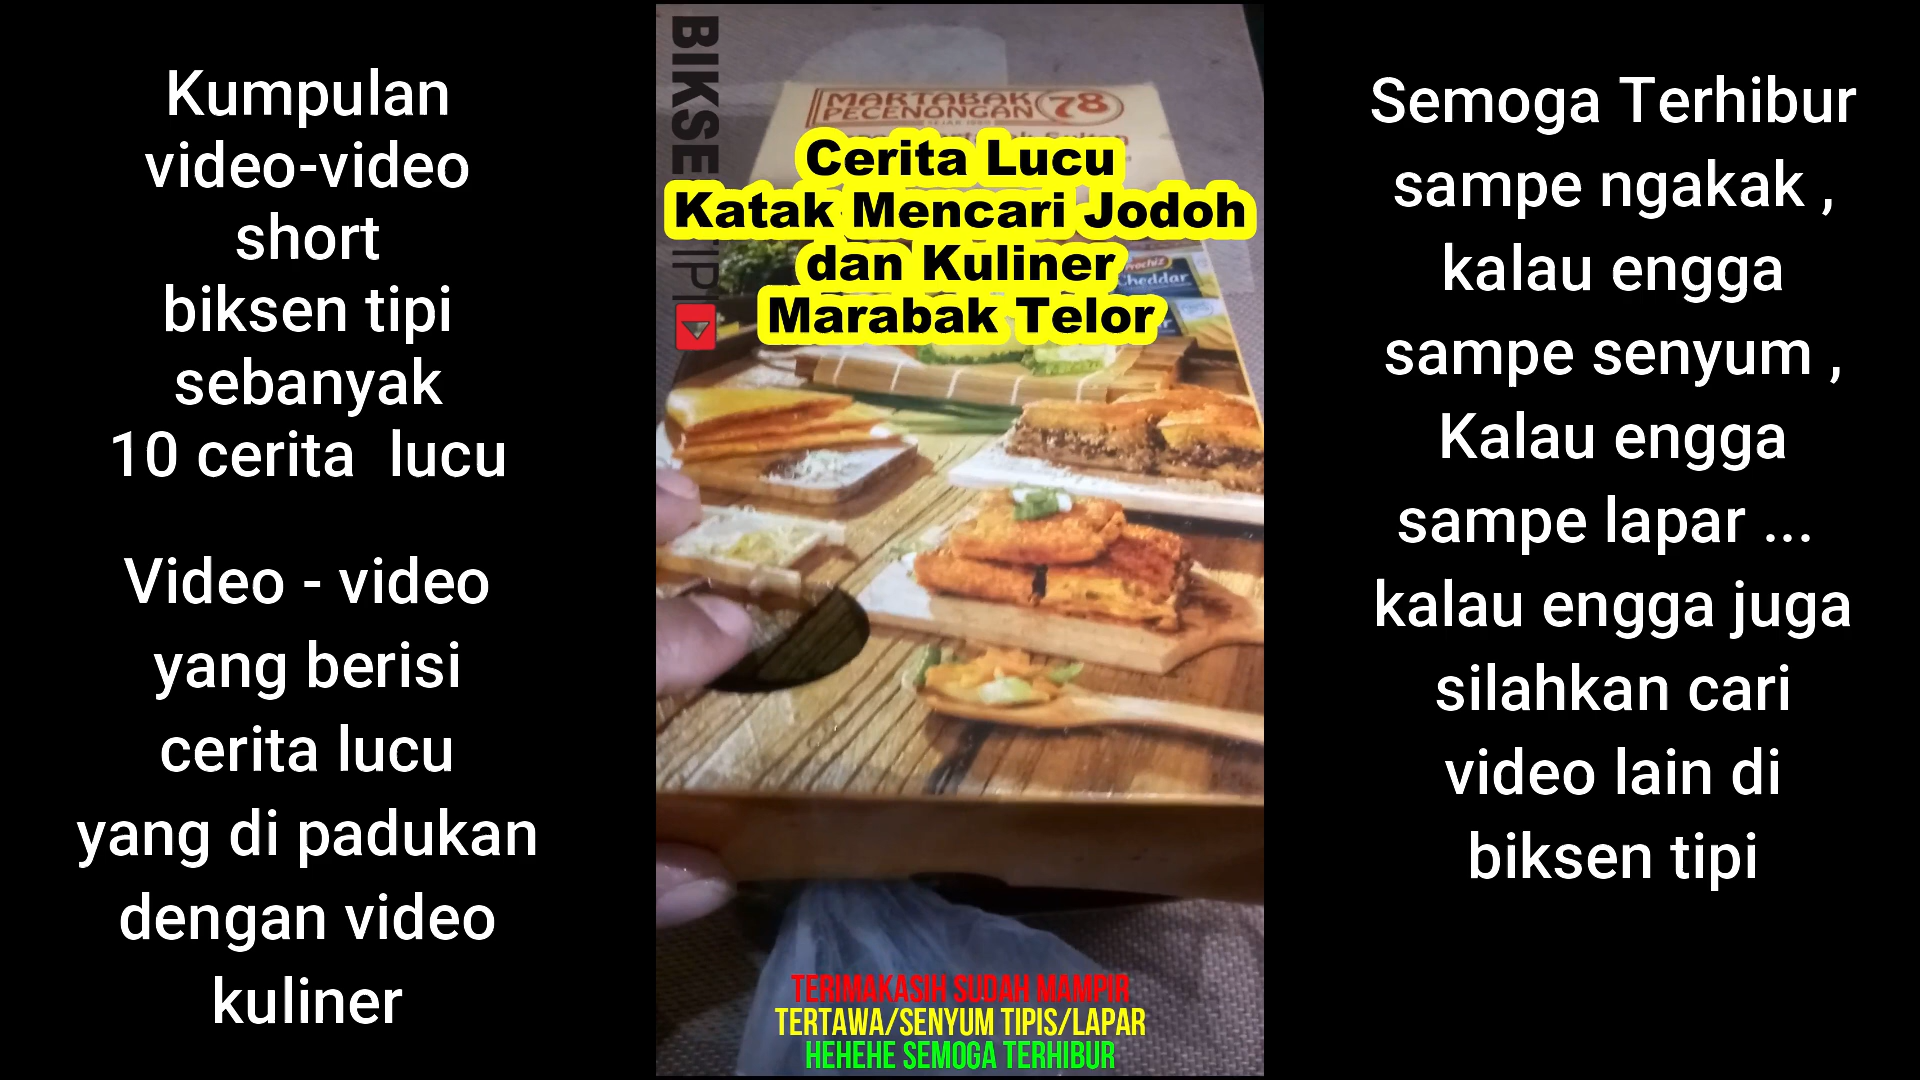 Kumpulan
video-video
short
biksen tipi
sebanyak
10 cerita lucu
Video - video
yang berisi
cerita lucu
yang di padukan
dengan video
kuliner
BIKSEN TIPI
MARTABAK
PECENONGAN 78
Cerita Lucu
Katak Mencari Jodoh
dan Kuliner
Marabak Telor
Prochiz
Cheddar
TERIMAKASIH SUDAH MAMPIR
TERTAWA/SENYUM TIPIS/LAPAR
HEHEHE SEMOGA TERHIBUR
Semoga Terhibur
sampe ngakak ,
kalau engga
sampe senyum ,
Kalau engga
sampe lapar ...
kalau engga juga
silahkan cari
video lain di
biksen tipi